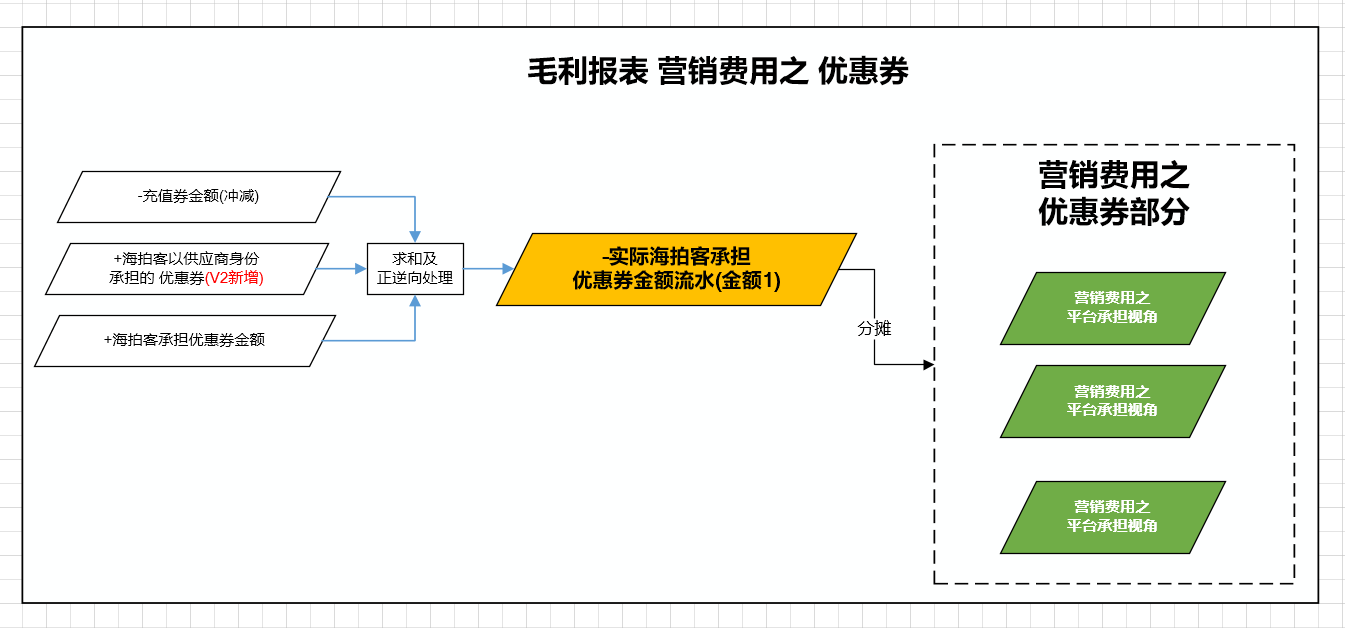 毛利报表 营销费用之 优惠券
-充值券金额(冲减)
+海拍客以供应商身份
承担的 优惠券(V2新增)
+海拍客承担优惠券金额
求和及
正逆向处理
-实际海拍客承担
优惠券金额流水(金额1)
分摊
营销费用之
优惠券部分
营销费用之
平台承担视角
营销费用之
平台承担视角
营销费用之
平台承担视角